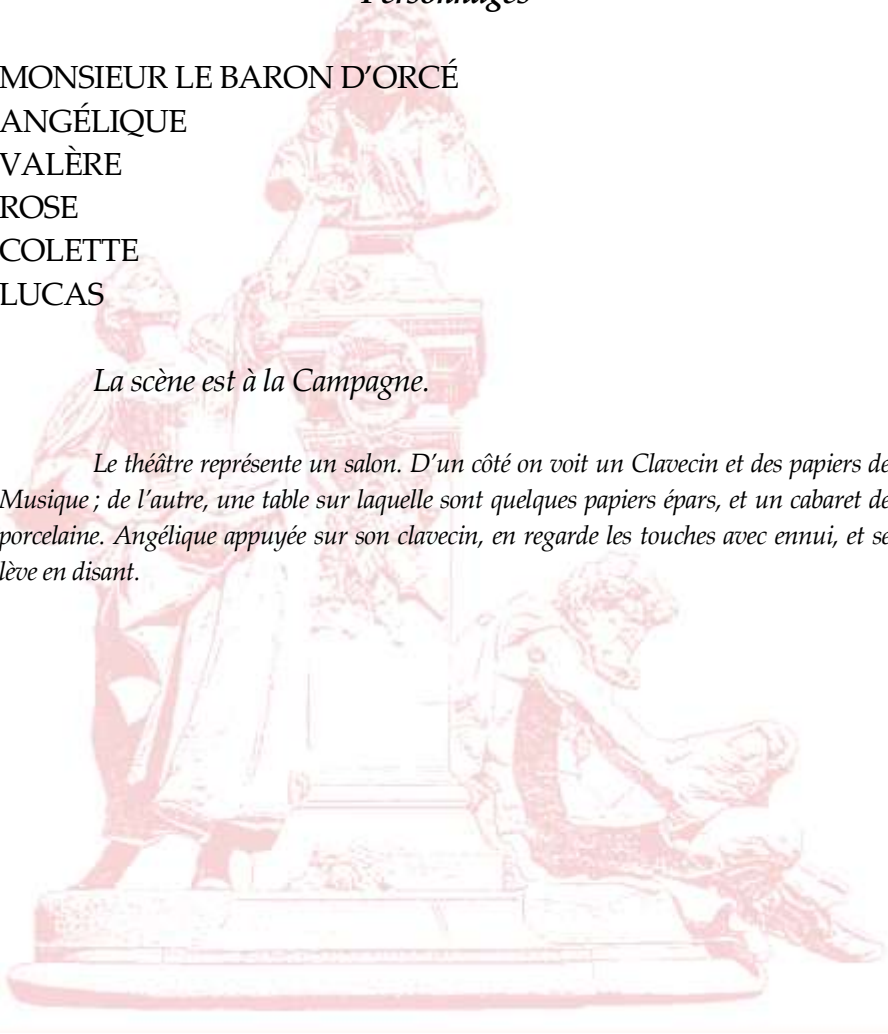 Personnages
MONSIEUR LE BARON D’ORCÉ
ANGÉLIQUE
VALÈRE
ROSE
COLETTE
LUCAS
La scène est à la Campagne.
Le théâtre représente un salon. D’un côté on voit un Clavecin et des papiers de
Musique ; de l’autre, une table sur laquelle sont quelques papiers épars, et un cabaret de
porcelaine. Angélique appuyée sur son clavecin, en regarde les touches avec ennui, et se
lève en disant.